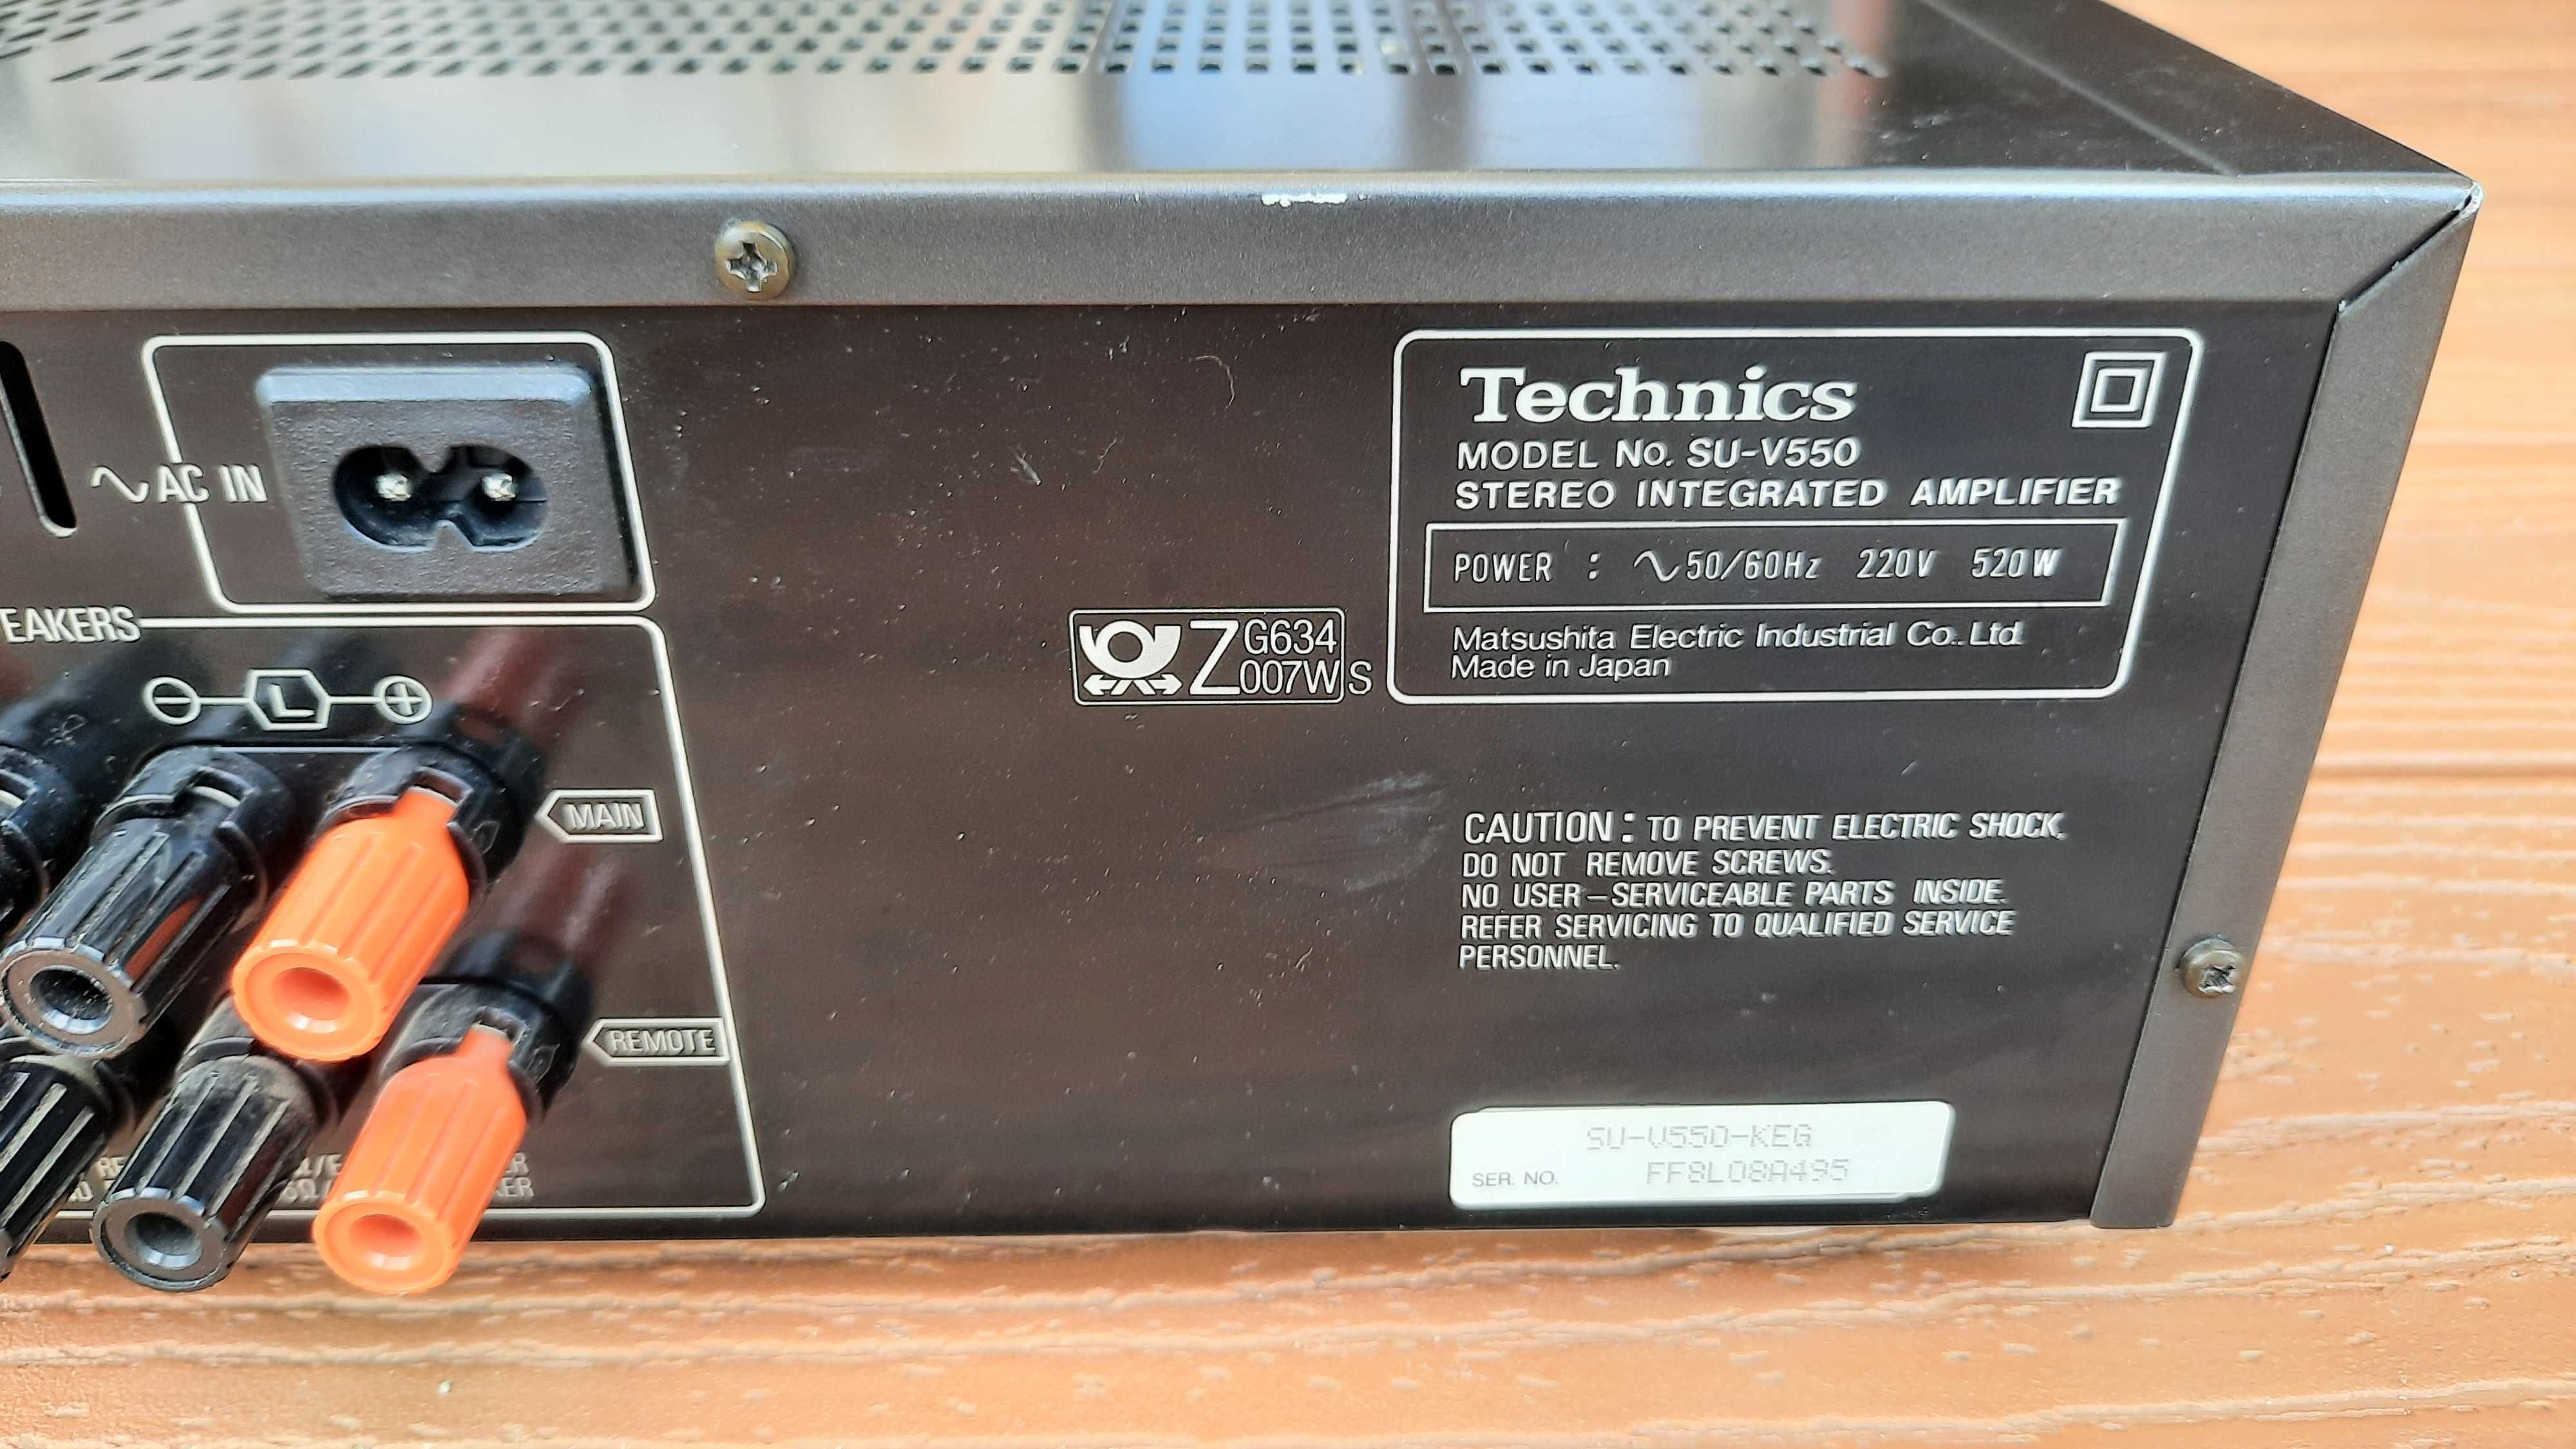 AC IN
EAKERS
L
MAIN
REMOTE
Technics
MODEL No. SU-V550
STEREO INTEGRATED AMPLIFIER
POWER : ∿50/60Hz 220V 520W
Matsushita Electric Industrial Co., Ltd.
Made in Japan
Z G634
007W S
CAUTION : TO PREVENT ELECTRIC SHOCK,
DO NOT REMOVE SCREWS.
NO USER-SERVICEABLE PARTS INSIDE.
REFER SERVICING TO QUALIFIED SERVICE
PERSONNEL.
SU-V550-KEG
SER. NO. FF8L08A495